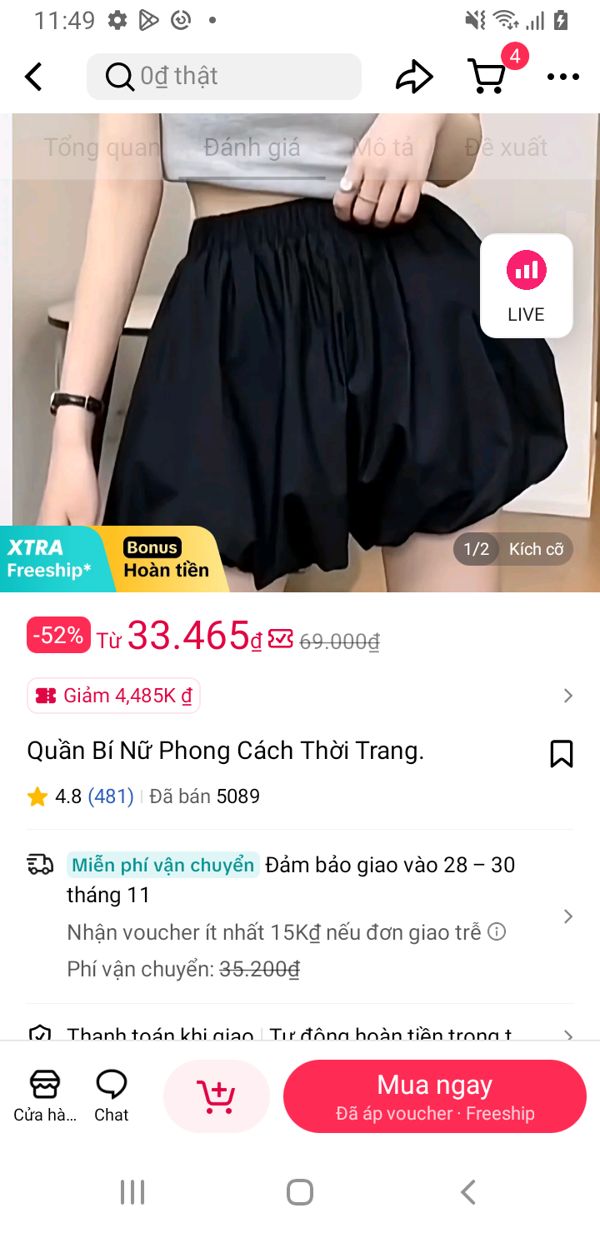 11:49
4
0₫ thật
Tổng quan Đánh giá Mô tả Đề xuất
LIVE
XTRA
Freeship*
Bonus
Hoàn tiền
1/2 Kích cỡ
-52% Từ 33.465₫ 69.000₫
Giảm 4,485K ₫
Quần Bí Nữ Phong Cách Thời Trang.
4.8 (481) Đã bán 5089
Miễn phí vận chuyển Đảm bảo giao vào 28 – 30
tháng 11
Nhận voucher ít nhất 15K₫ nếu đơn giao trễ
Phí vận chuyển: 35.200₫
Thanh toán khi giao Tự động hoàn tiền trong t
Cửa hà...
Chat
Mua ngay
Đã áp voucher · Freeship